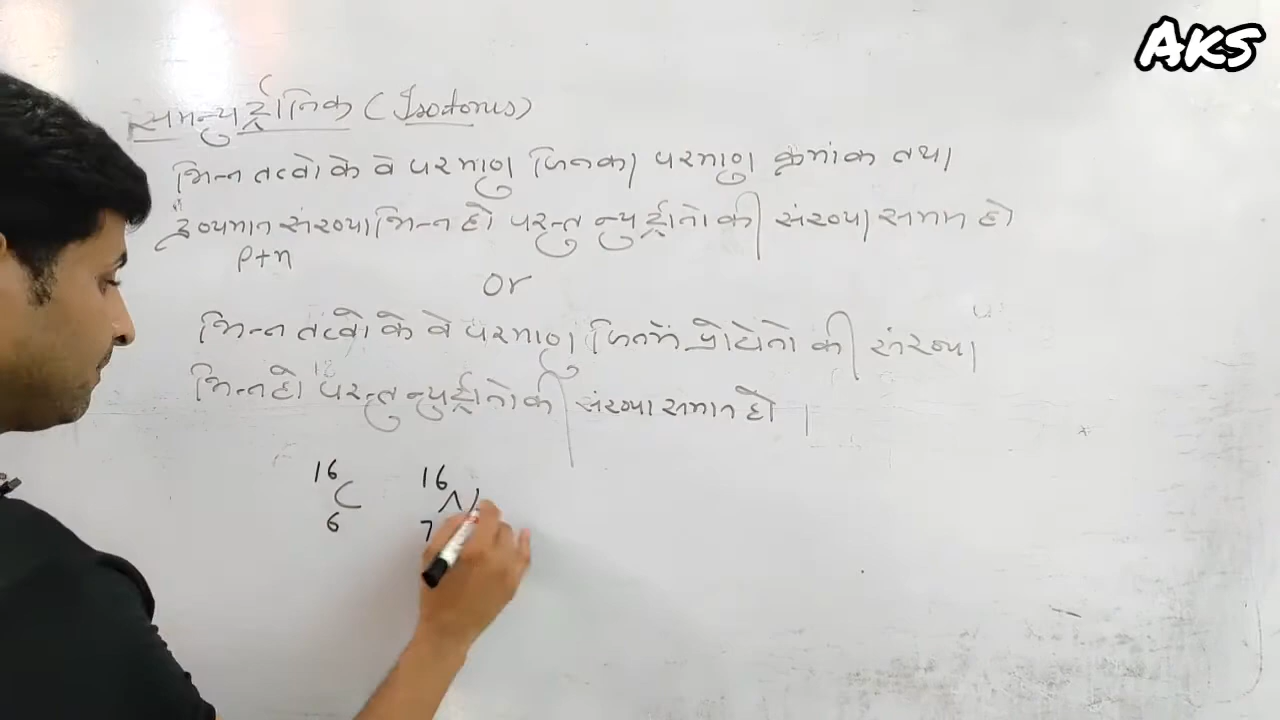 AKS
समन्युट्रॉनिक (Isotones)
भिन्न तत्वों के वे परमाणु जिनका परमाणु क्रमांक तथा
द्रव्यमान संख्या भिन्न हो परन्तु न्युट्रॉनो की संख्या समान हो
P+n
Or
भिन्न तत्वों के वे परमाणु जिनमें प्रोटोनो की संख्या
भिन्न हो परन्तु न्युट्रॉनो की संख्या समान हो |
16 16
C N
6 7